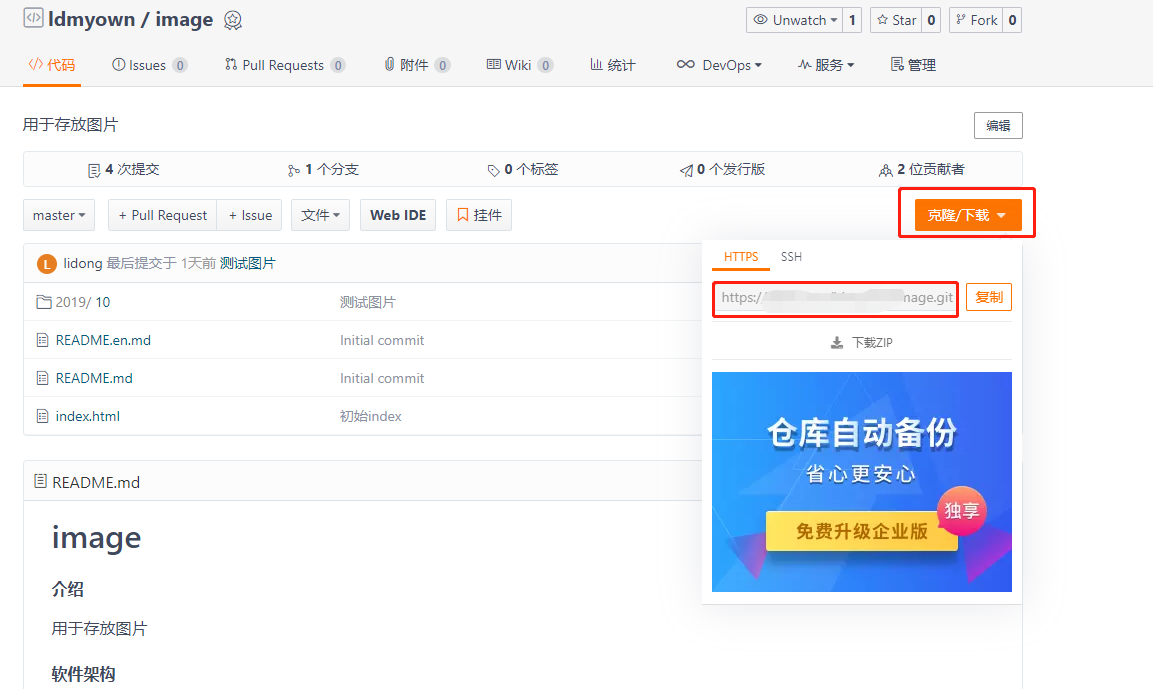 ldmyown / image
Unwatch 1 Star 0 Fork 0
代码 Issues 0 Pull Requests 0 附件 0 Wiki 0 统计 DevOps 服务 管理
用于存放图片 编辑
4 次提交 1 个分支 0 个标签 0 个发行版 2 位贡献者
master + Pull Request + Issue 文件 Web IDE 挂件 克隆/下载
L lidong 最后提交于 1天前 测试图片
HTTPS SSH
2019/ 10 测试图片
https:/ mage.git 复制
README.en.md Initial commit
下载ZIP
README.md Initial commit
index.html 初始index
仓库自动备份
省心更安心
独享
免费升级企业版
README.md
image
介绍
用于存放图片
软件架构